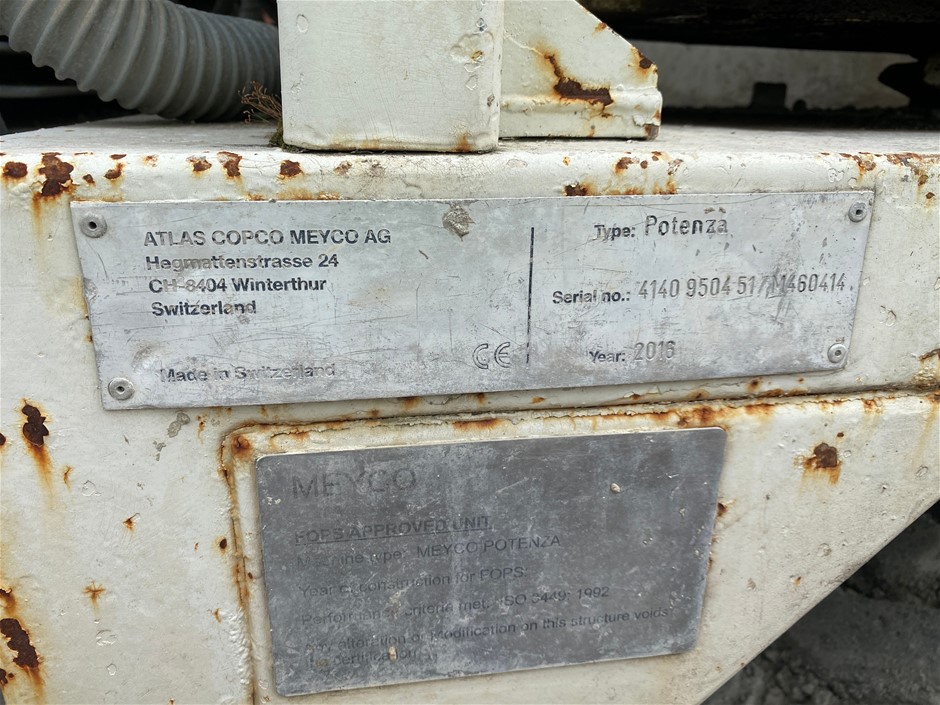 ATLAS COPCO MEYCO AG
Hegmattenstrasse 24
CH-8404 Winterthur
Switzerland
Made in Switzerland
CE
Type: Potenza
Serial no.: 4140 9504 51/M460414
Year: 2016
MEYCO
FOPS APPROVED UNIT
Machine type: MEYCO POTENZA
Year of construction for FOPS:
Performance criteria met: ISO 3449: 1992
Any alteration or Modification on this structure voids
the certification